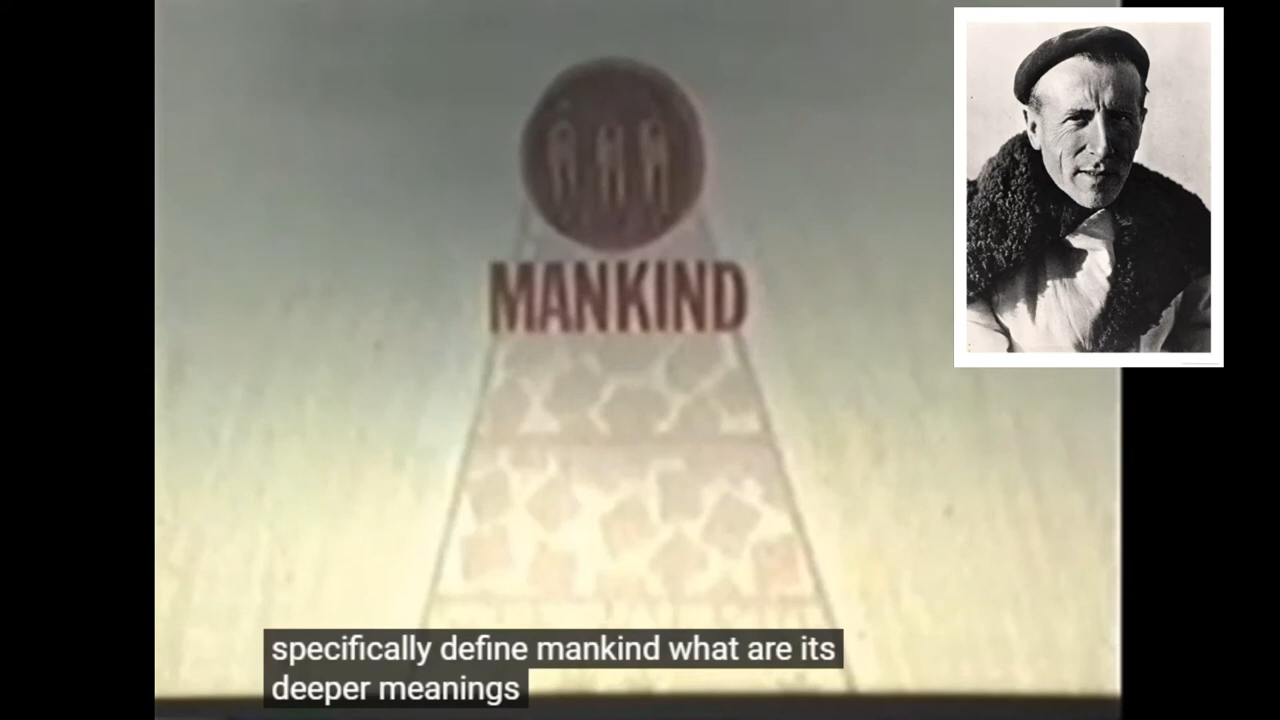 MANKIND
specifically define mankind what are its
deeper meanings